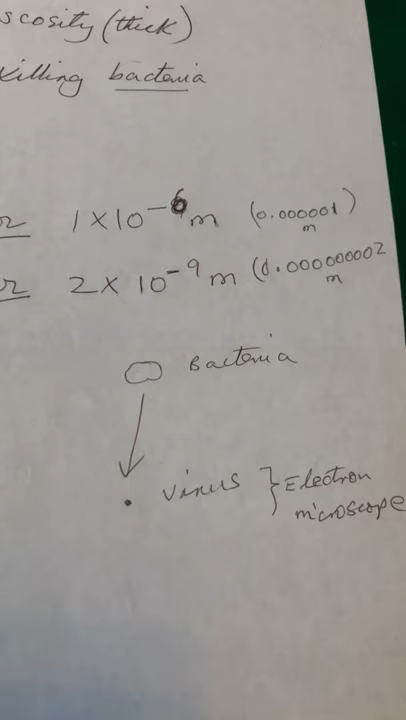 scosity (thick)
killing bacteria
1 X 10⁻⁶ m (0.000001)
m
2 X 10⁻⁹ m (0.000000002
m
Bacteria
virus } Electron
microscope